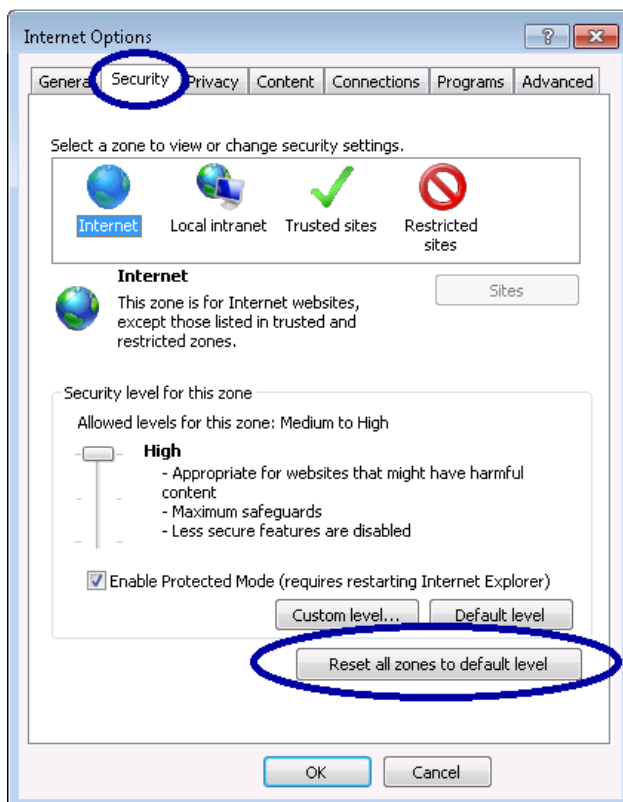 Internet Options
General Security Privacy Content Connections Programs Advanced
Select a zone to view or change security settings.
Internet Local intranet Trusted sites Restricted
sites
Internet
Sites
This zone is for Internet websites,
except those listed in trusted and
restricted zones.
Security level for this zone
Allowed levels for this zone: Medium to High
High
- Appropriate for websites that might have harmful
content
- Maximum safeguards
- Less secure features are disabled
Enable Protected Mode (requires restarting Internet Explorer)
Custom level... Default level
Reset all zones to default level
OK Cancel